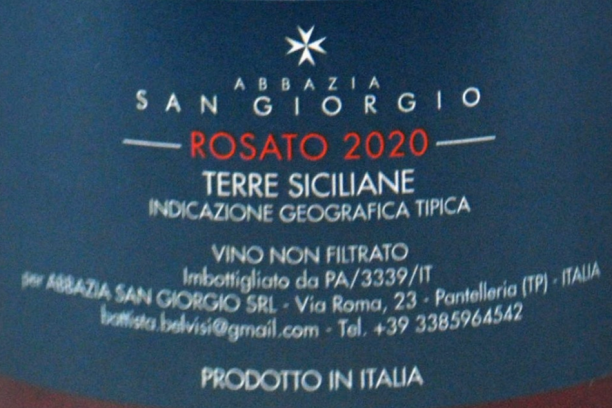 ABBAZIA
SAN GIORGIO
ROSATO 2020
TERRE SICILIANE
INDICAZIONE GEOGRAFICA TIPICA
VINO NON FILTRATO
Imbottigliato da PA/3339/IT
per ABBAZIA SAN GIORGIO SRL - Via Roma, 23 - Pantelleria (TP) - ITALIA
battista.belvisi@gmail.com - Tel. +39 3385964542
PRODOTTO IN ITALIA